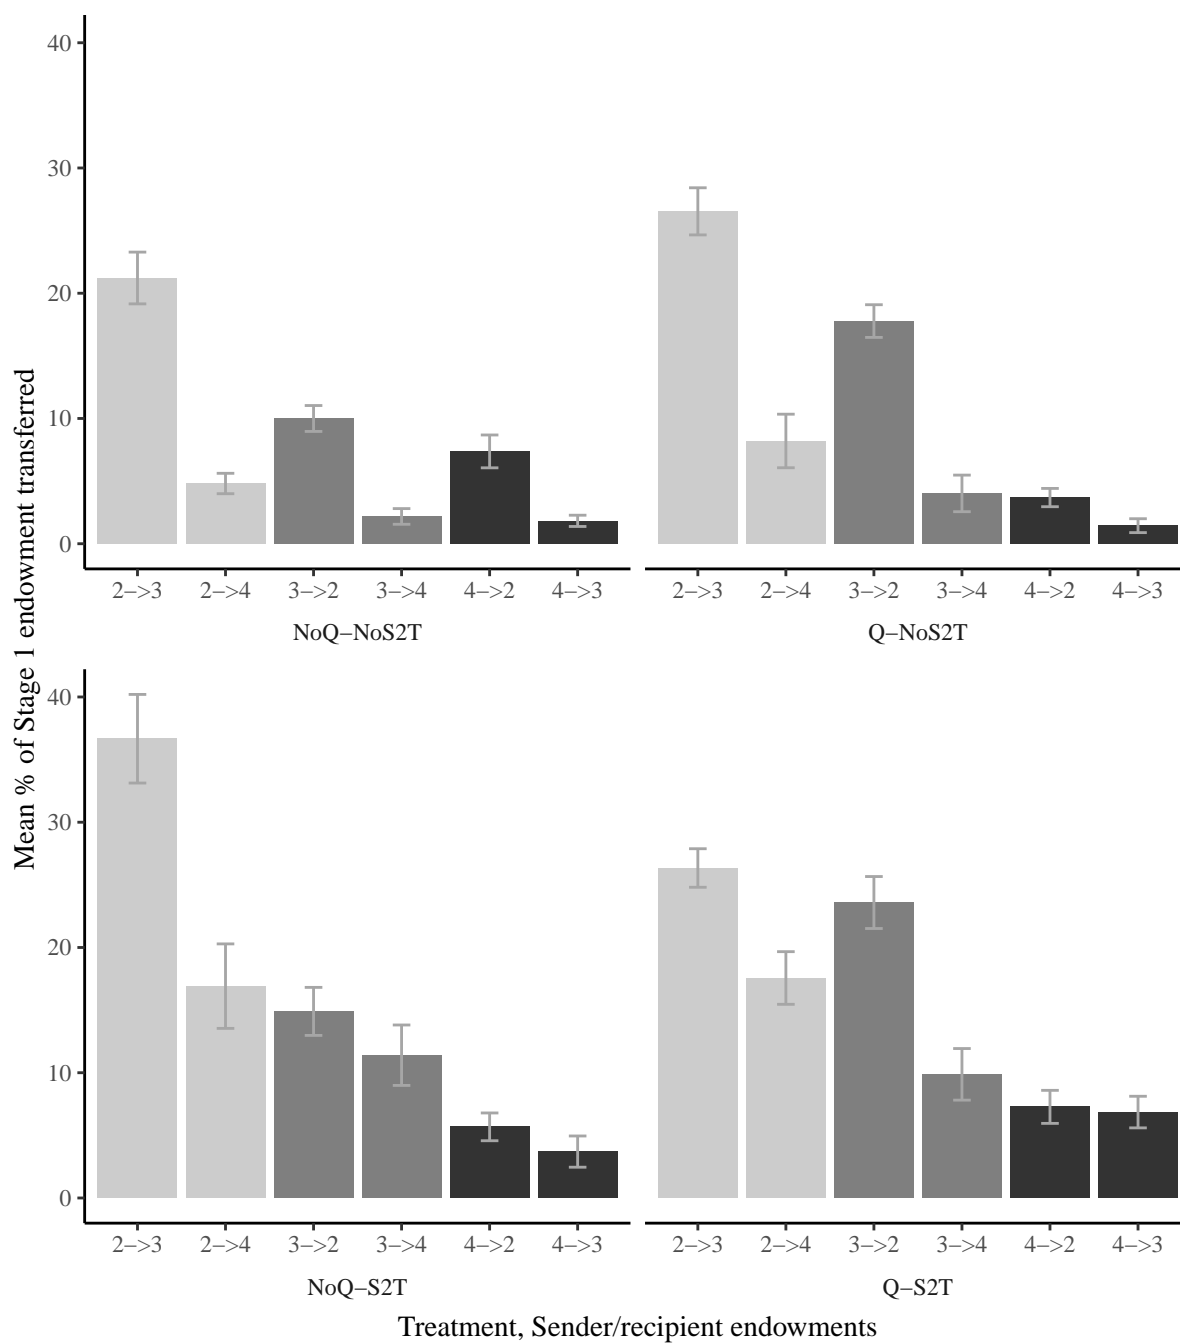 Mean % of Stage 1 endowment transferred
40
30
20
10
0
2−>3 2−>4 3−>2 3−>4 4−>2 4−>3
NoQ−NoS2T
2−>3 2−>4 3−>2 3−>4 4−>2 4−>3
Q−NoS2T
40
30
20
10
0
2−>3 2−>4 3−>2 3−>4 4−>2 4−>3
NoQ−S2T
2−>3 2−>4 3−>2 3−>4 4−>2 4−>3
Q−S2T
Treatment, Sender/recipient endowments